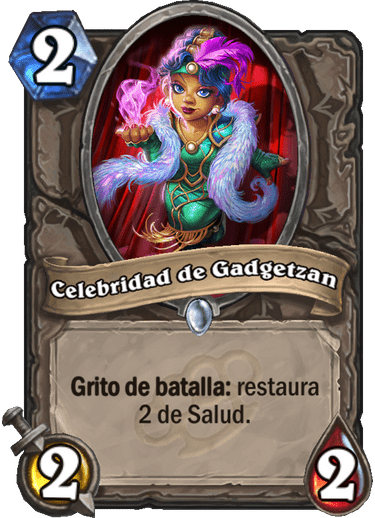 2
Celebridad de Gadgetzan
Grito de batalla: restaura
2 de Salud.
2
2